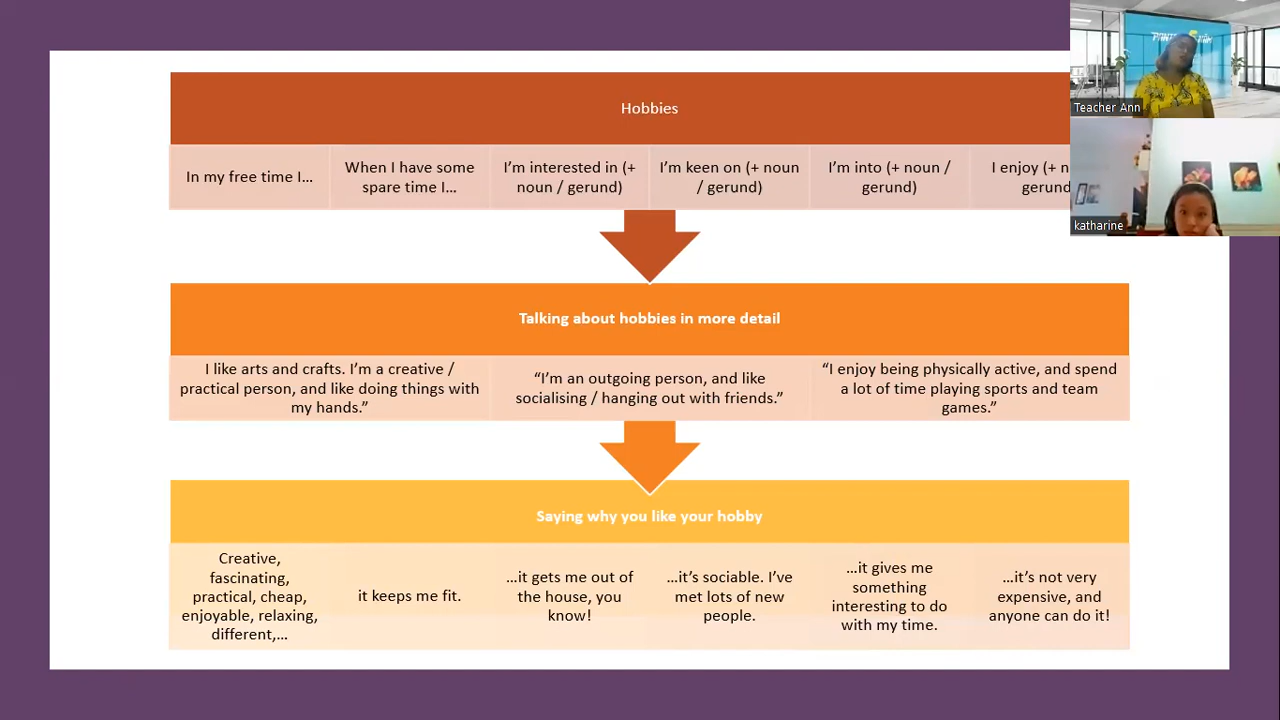 Hobbies
In my free time I...
When I have some
spare time I...
I'm interested in (+
noun / gerund)
I'm keen on (+ noun
/ gerund)
I'm into (+ noun /
gerund)
I enjoy (+ n
gerund
Teacher Ann
katharine
Talking about hobbies in more detail
I like arts and crafts. I'm a creative /
practical person, and like doing things with
my hands.”
“I'm an outgoing person, and like
socialising / hanging out with friends.”
“I enjoy being physically active, and spend
a lot of time playing sports and team
games.”
Saying why you like your hobby
Creative,
fascinating,
practical, cheap,
enjoyable, relaxing,
different,...
it keeps me fit.
...it gets me out of
the house, you
know!
...it's sociable. I've
met lots of new
people.
...it gives me
something
interesting to do
with my time.
...it's not very
expensive, and
anyone can do it!